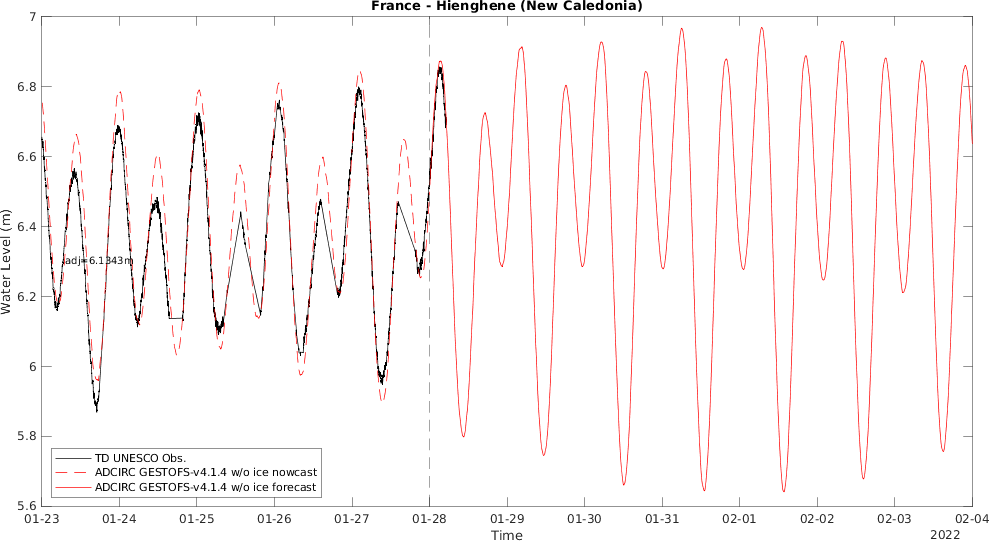 France - Hienghene (New Caledonia)
7
6.8
6.6
6.4
6.2
6
5.8
5.6
Water Level (m)
adj=6.1343m
TD UNESCO Obs.
ADCIRC GESTOFS-v4.1.4 w/o ice nowcast
ADCIRC GESTOFS-v4.1.4 w/o ice forecast
01-23 01-24 01-25 01-26 01-27 01-28 01-29 01-30 01-31 02-01 02-02 02-03 02-04
Time
2022